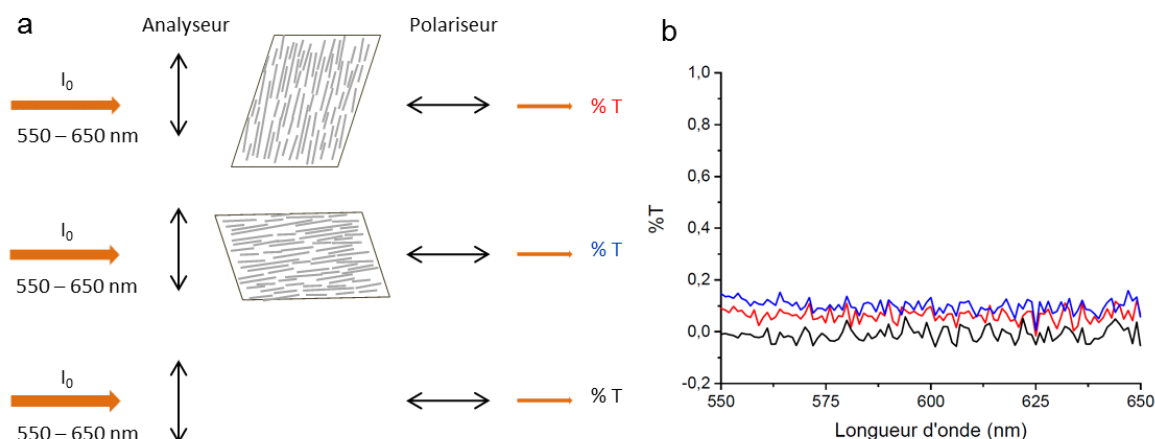 a
Analyseur
Polariseur
I0
550 – 650 nm
% T
I0
550 – 650 nm
% T
I0
550 – 650 nm
% T
b
1,0
0,8
0,6
0,4
0,2
0,0
-0,2
%T
550
575
600
625
650
Longueur d'onde (nm)